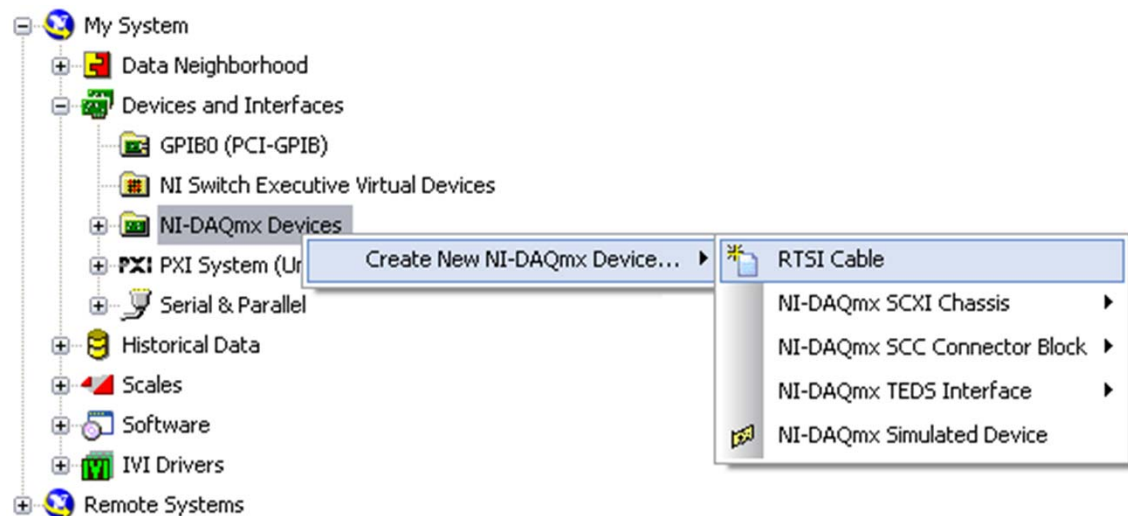 My System
Data Neighborhood
Devices and Interfaces
GPIB0 (PCI-GPIB)
NI Switch Executive Virtual Devices
NI-DAQmx Devices
Create New NI-DAQmx Device...
RTSI Cable
PXI PXI System
NI-DAQmx SCXI Chassis
Serial & Parallel
NI-DAQmx SCC Connector Block
Historical Data
NI-DAQmx TEDS Interface
Scales
Software
NI-DAQmx Simulated Device
IVI Drivers
Remote Systems